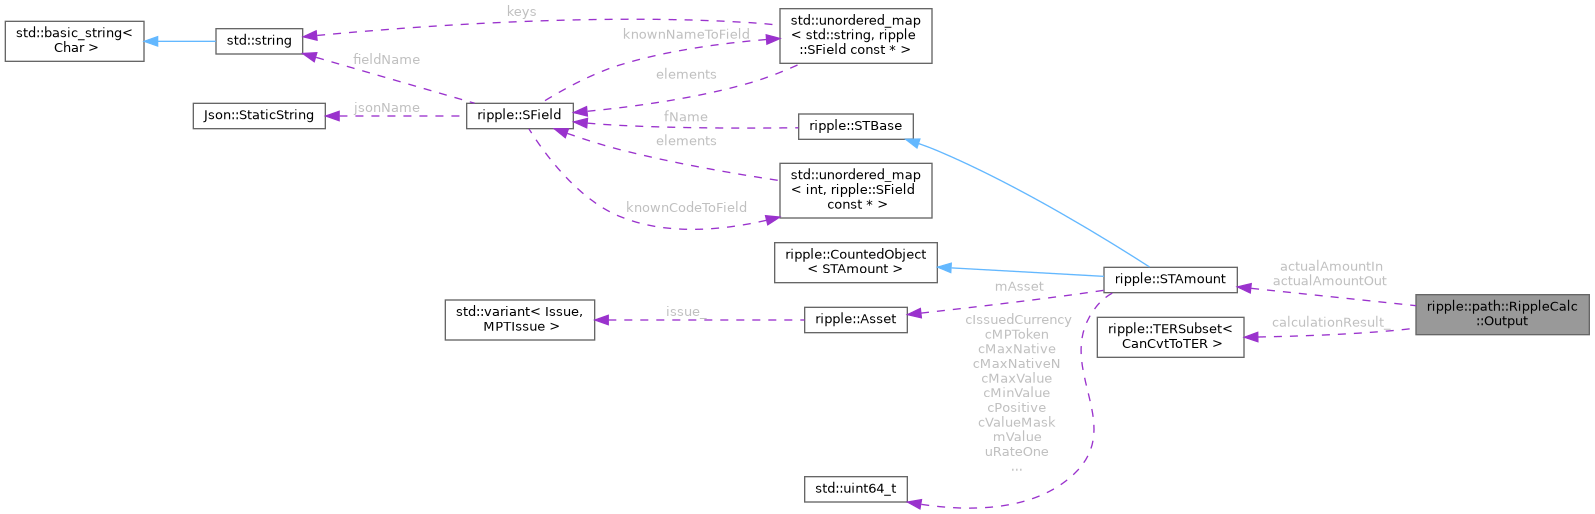 std::basic_string<
Char >
std::string
keys
fieldName
std::unordered_map
< std::string, ripple
::SField const * >
knownNameToField
elements
Json::StaticString
jsonName
ripple::SField
fName
ripple::STBase
elements
std::unordered_map
< int, ripple::SField
const * >
knownCodeToField
ripple::CountedObject
< STAmount >
ripple::STAmount
actualAmountIn
actualAmountOut
ripple::path::RippleCalc
::Output
mAsset
std::variant< Issue,
MPTIssue >
issue_
ripple::Asset
ripple::TERSubset<
CanCvtToTER >
calculationResult_
cIssuedCurrency
cMPToken
cMaxNative
cMaxNativeN
cMaxValue
cMinValue
cPositive
cValueMask
mValue
uRateOne
...
std::uint64_t